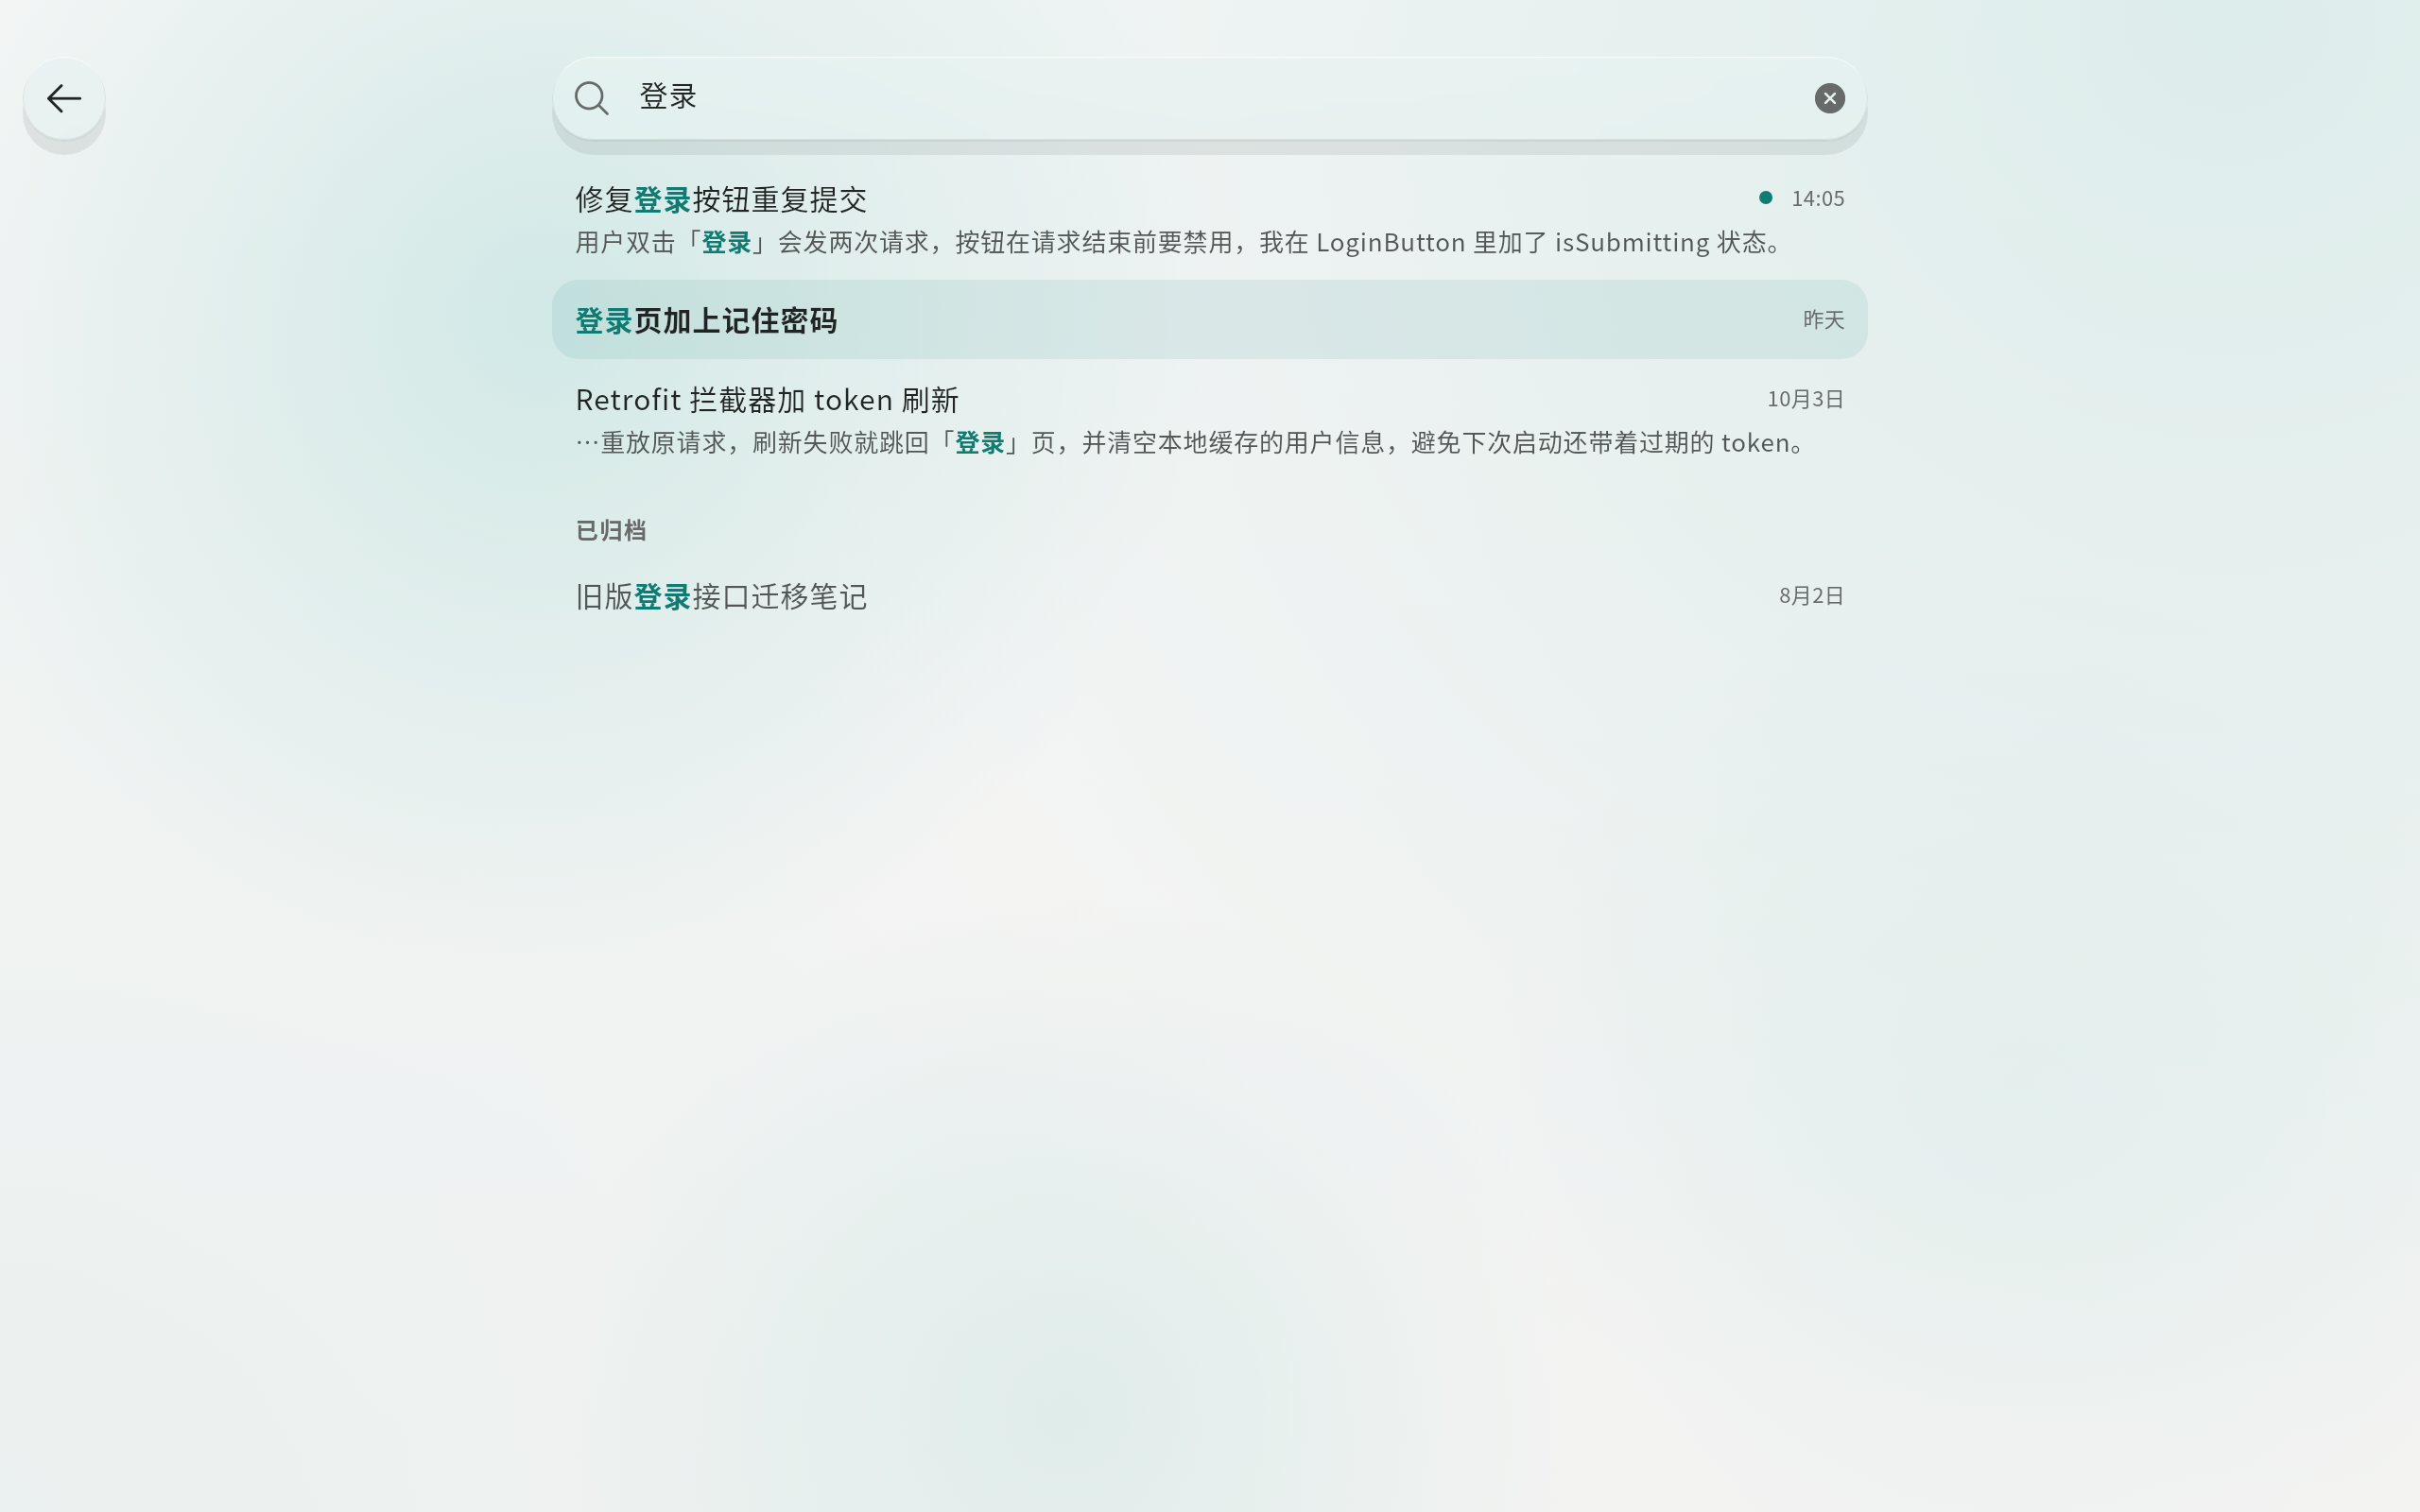 登录
修复登录按钮重复提交
14:05
用户双击「登录」会发两次请求，按钮在请求结束前要禁用，我在 LoginButton 里加了 isSubmitting 状态。
登录页加上记住密码
昨天
Retrofit 拦截器加 token 刷新
10月3日
…重放原请求，刷新失败就跳回「登录」页，并清空本地缓存的用户信息，避免下次启动还带着过期的 token。
已归档
旧版登录接口迁移笔记
8月2日